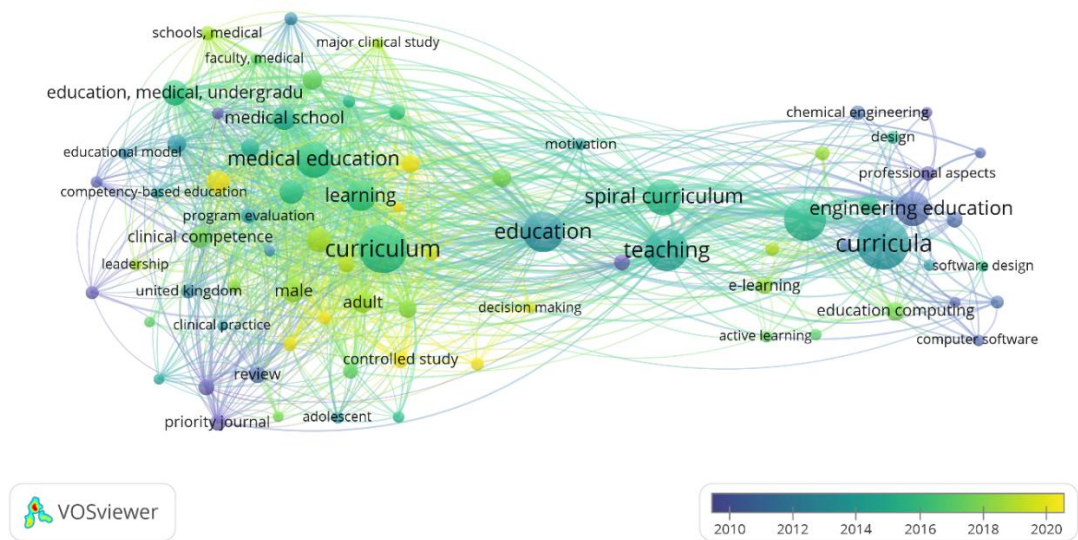 schools, medical
major clinical study
faculty, medical
education, medical, undergradu
medical school
chemical engineering
design
educational model
medical education
motivation
professional aspects
competency-based education
learning
spiral curriculum
program evaluation
engineering education
clinical competence
curriculum
education
teaching
curricula
leadership
software design
united kingdom
male
adult
decision making
e-learning
education computing
clinical practice
active learning
computer software
controlled study
review
priority journal
adolescent
VOSviewer
2010 2012 2014 2016 2018 2020